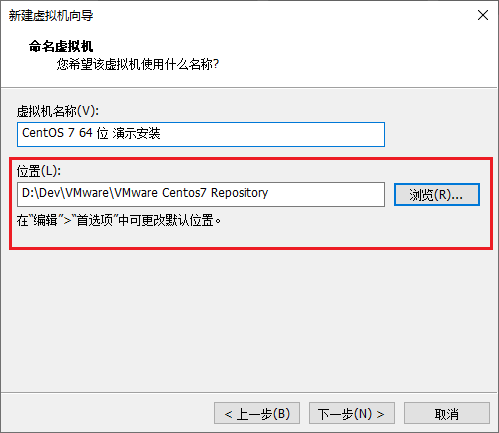 新建虚拟机向导
命名虚拟机
您希望该虚拟机使用什么名称?
虚拟机名称(V):
CentOS 7 64 位 演示安装
位置(L):
D:\Dev\VMware\VMware Centos7 Repository
浏览(R)...
在“编辑”>“首选项”中可更改默认位置。
< 上一步(B)
下一步(N) >
取消